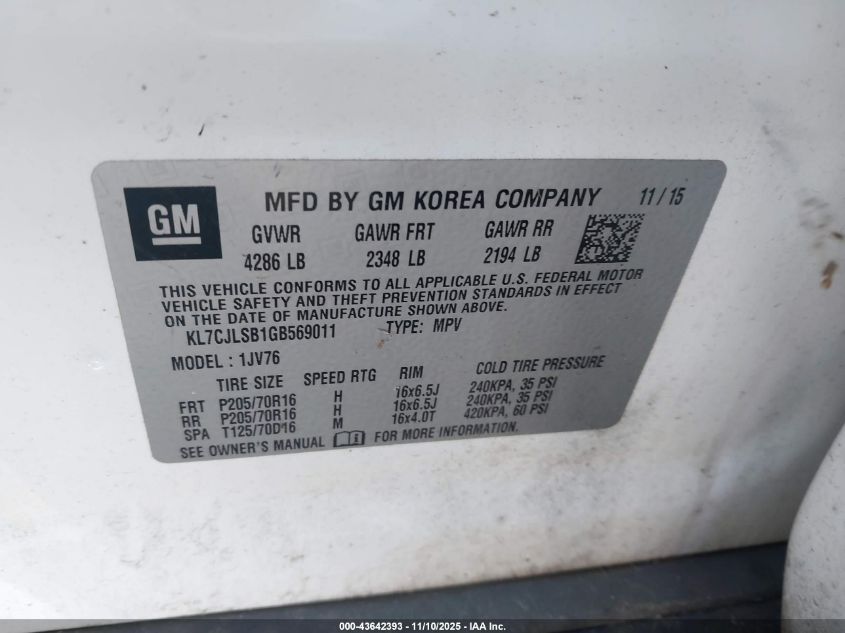 GM
MFD BY GM KOREA COMPANY 11/15
GVWR GAWR FRT GAWR RR
4286 LB 2348 LB 2194 LB
THIS VEHICLE CONFORMS TO ALL APPLICABLE U.S. FEDERAL MOTOR
VEHICLE SAFETY AND THEFT PREVENTION STANDARDS IN EFFECT
ON THE DATE OF MANUFACTURE SHOWN ABOVE.
KL7CJLSB1GB569011 TYPE: MPV
MODEL : 1JV76
TIRE SIZE SPEED RTG RIM COLD TIRE PRESSURE
FRT P205/70R16 H 16x6.5J 240KPA, 35 PSI
RR P205/70R16 H 16x6.5J 240KPA, 35 PSI
SPA T125/70D16 M 16x4.0T 420KPA, 60 PSI
SEE OWNER'S MANUAL FOR MORE INFORMATION.
000-43642393 - 11/10/2025 - IAA Inc.